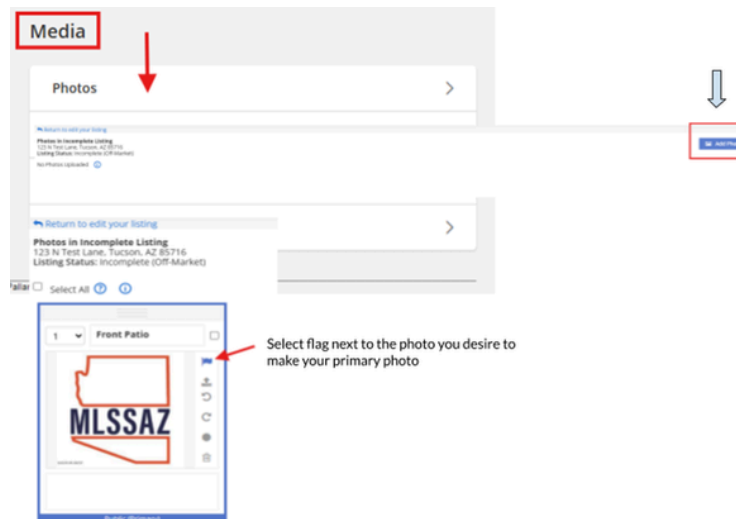 Media
Photos
Return to edit your listing
Photos in Incomplete Listing
123 N Test Lane, Tucson, AZ 85716
Listing Status: Incomplete (Off-Market)
No Photos Uploaded.
Return to edit your listing
Photos in Incomplete Listing
123 N Test Lane, Tucson, AZ 85716
Listing Status: Incomplete (Off-Market)
Select All
1 Front Patio
Select flag next to the photo you desire to
make your primary photo
MLSSAZ